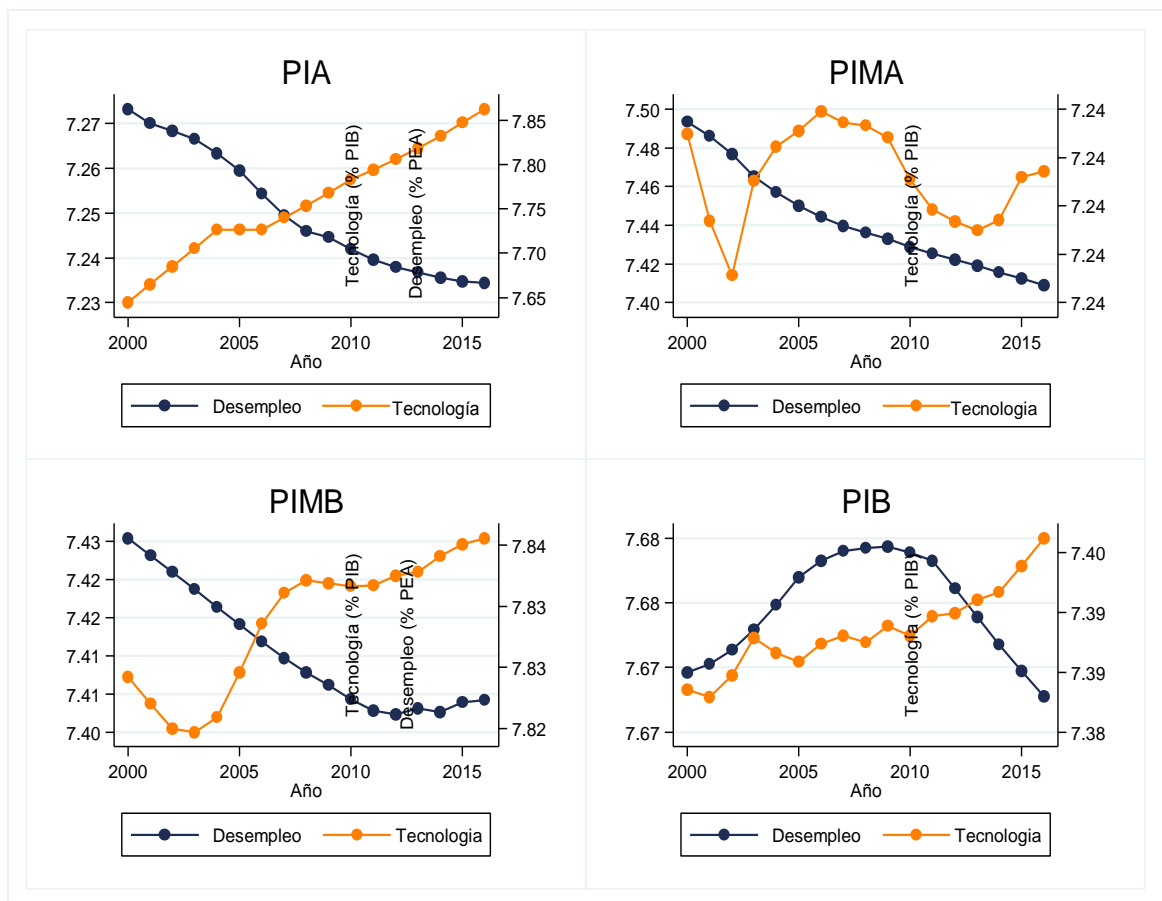 PIA
7.27
7.26
7.25
7.24
7.23
7.85
7.80
7.75
7.70
7.65
Tecnología (% PIB)
Desempleo (% PEA)
2000 2005 2010 2015
Año
Desempleo Tecnología
PIMA
7.50
7.48
7.46
7.44
7.42
7.40
7.24
7.24
7.24
7.24
7.24
Tecnología (% PIB)
2000 2005 2010 2015
Año
Desempleo Tecnologia
PIMB
7.43
7.42
7.42
7.41
7.41
7.40
7.84
7.83
7.83
7.82
Tecnología (% PIB)
Desempleo (% PEA)
2000 2005 2010 2015
Año
Desempleo Tecnologia
PIB
7.68
7.68
7.67
7.67
7.40
7.39
7.39
7.38
Tecnología (% PIB)
2000 2005 2010 2015
Año
Desempleo Tecnologia